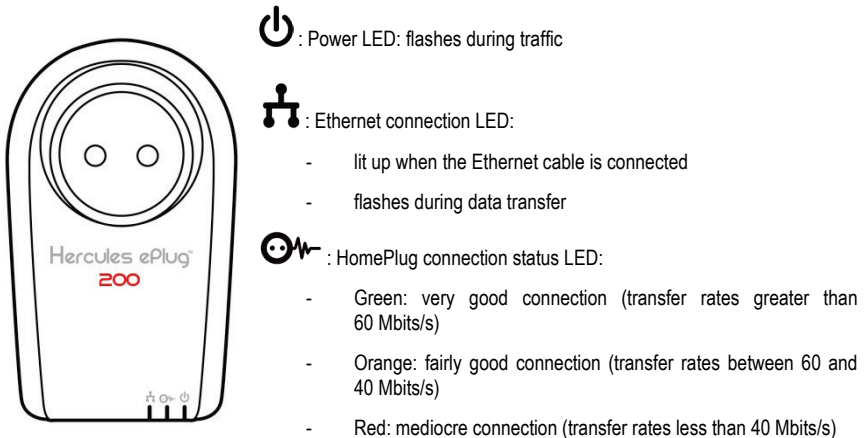 : Power LED: flashes during traffic
: Ethernet connection LED:
- lit up when the Ethernet cable is connected
- flashes during data transfer
: HomePlug connection status LED:
- Green: very good connection (transfer rates greater than
60 Mbits/s)
- Orange: fairly good connection (transfer rates between 60 and
40 Mbits/s)
- Red: mediocre connection (transfer rates less than 40 Mbits/s)
Hercules ePlug™
200